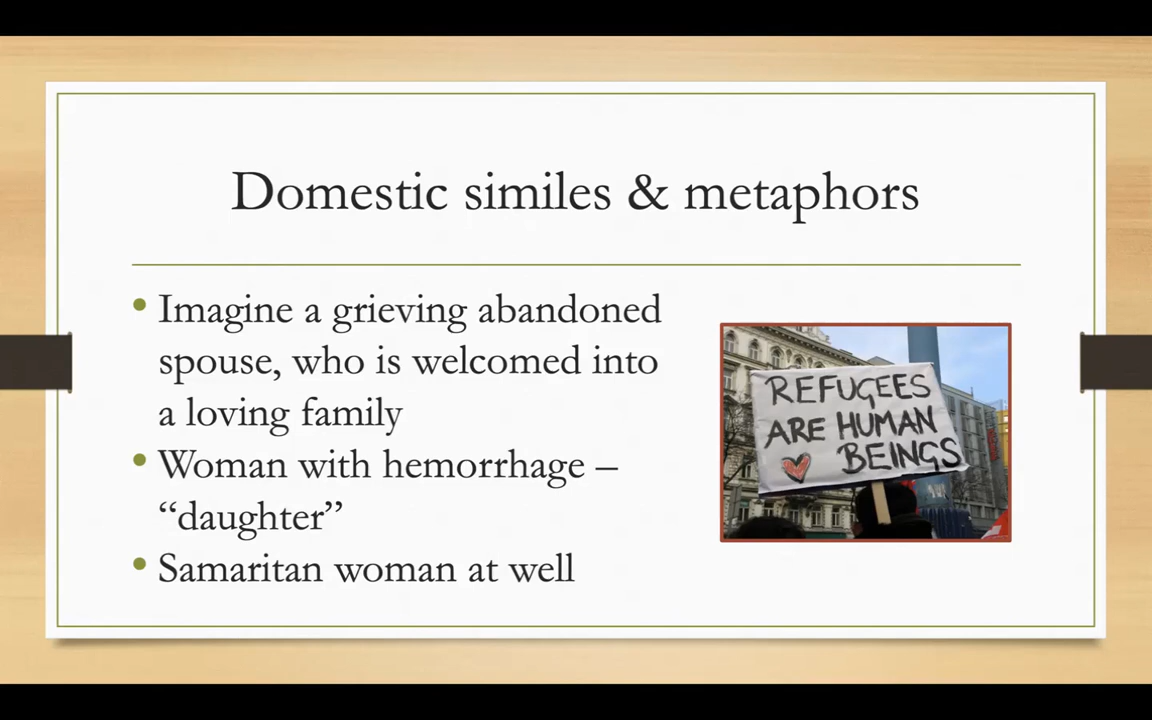 Domestic similes & metaphors
• Imagine a grieving abandoned
spouse, who is welcomed into
a loving family
• Woman with hemorrhage –
“daughter”
• Samaritan woman at well
REFUGEES
ARE HUMAN
BEINGS